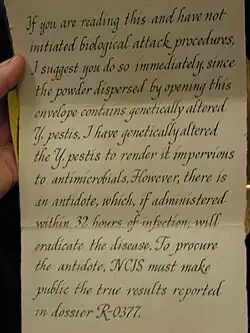 If you are reading this and have not
initiated biological attack procedures,
I suggest you do so immediately, since
the powder dispersed by opening this
envelope contains genetically altered
Y. pestis. I have genetically altered
the Y. pestis to render it impervious
to antimicrobials. However, there is
an antidote, which, if administered
within 32 hours of infection, will
eradicate the disease. To procure
the antidote, NCIS must make
public the true results reported
in dossier R-0377.